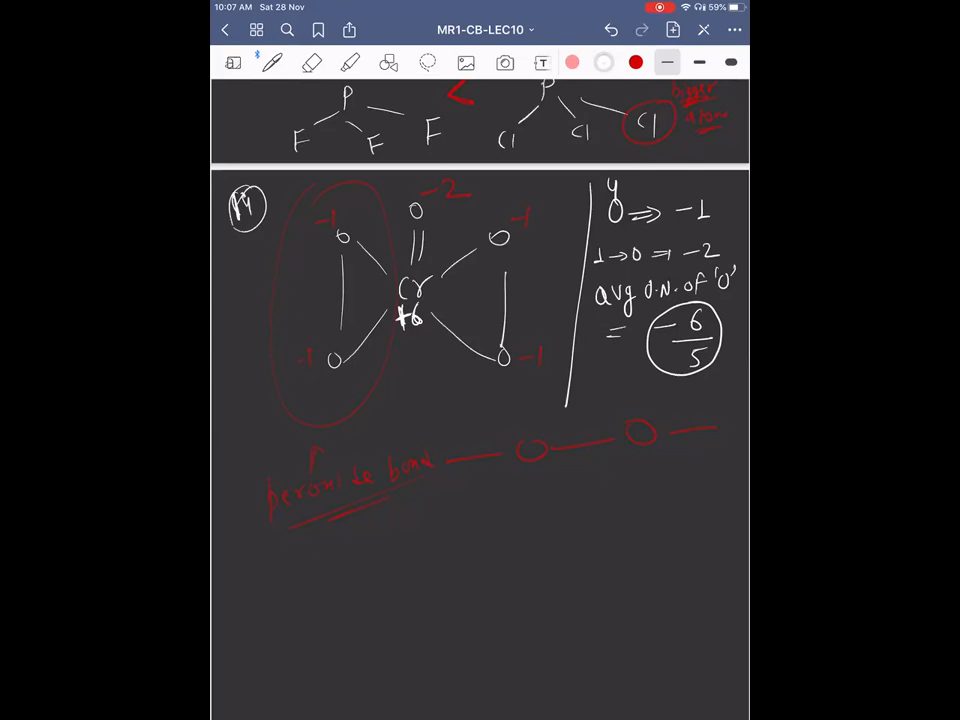 10:07 AM Sat 28 Nov
59%
MR1-CB-LEC10
T
P
F F F
<
P
Cl Cl Cl
bigger
atom
-1 O
O -2
O -1
Cr
+6
-1 O
O -1
4
O ⇒ -1
1→O ⇒ -2
avg O.N. of 'O'
= -6/5
peroxide bond — O — O —